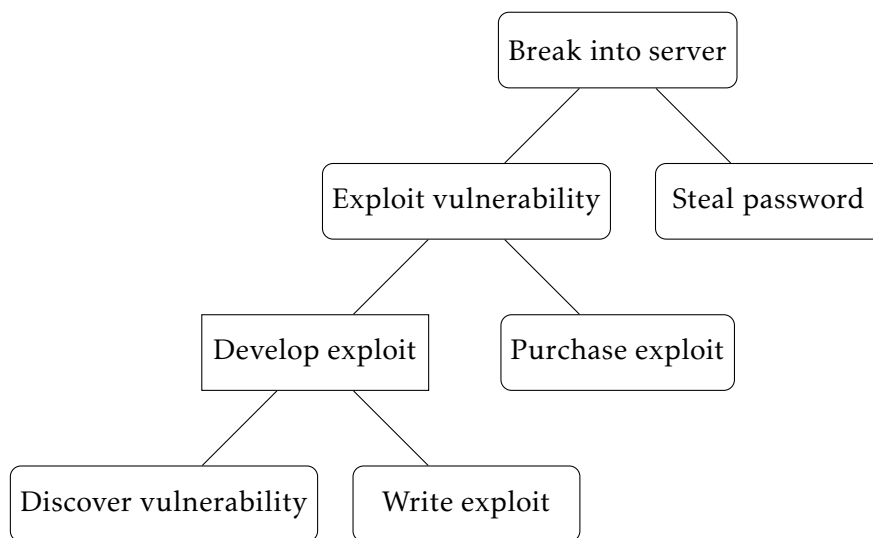 Break into server
Exploit vulnerability
Steal password
Develop exploit
Purchase exploit
Discover vulnerability
Write exploit